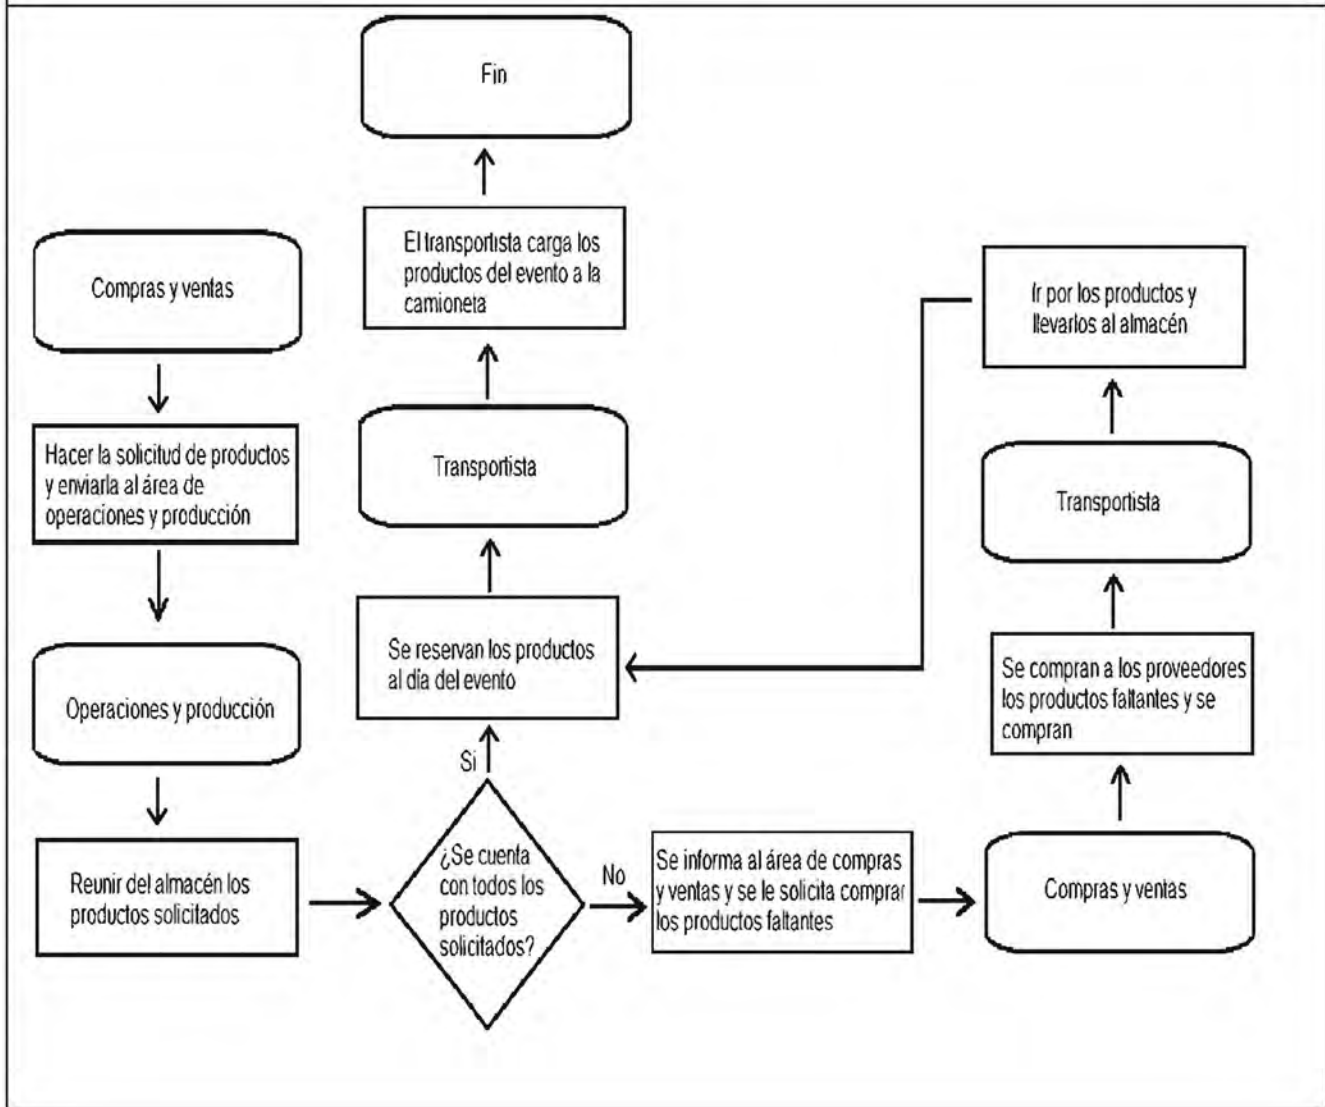 Fin
El transportista carga los
productos del evento a la
camioneta
Compras y ventas
Ir por los productos y
llevarlos al almacén
Hacer la solicitud de productos
y enviarla al área de
operaciones y producción
Transportista
Transportista
Se reservan los productos
al día del evento
Se compran a los proveedores
los productos faltantes y se
compran
Operaciones y producción
Si
¿Se cuenta
con todos los
productos
solicitados?
No
Se informa al área de compras
y ventas y se le solicita comprar
los productos faltantes
Compras y ventas
Reunir del almacén los
productos solicitados